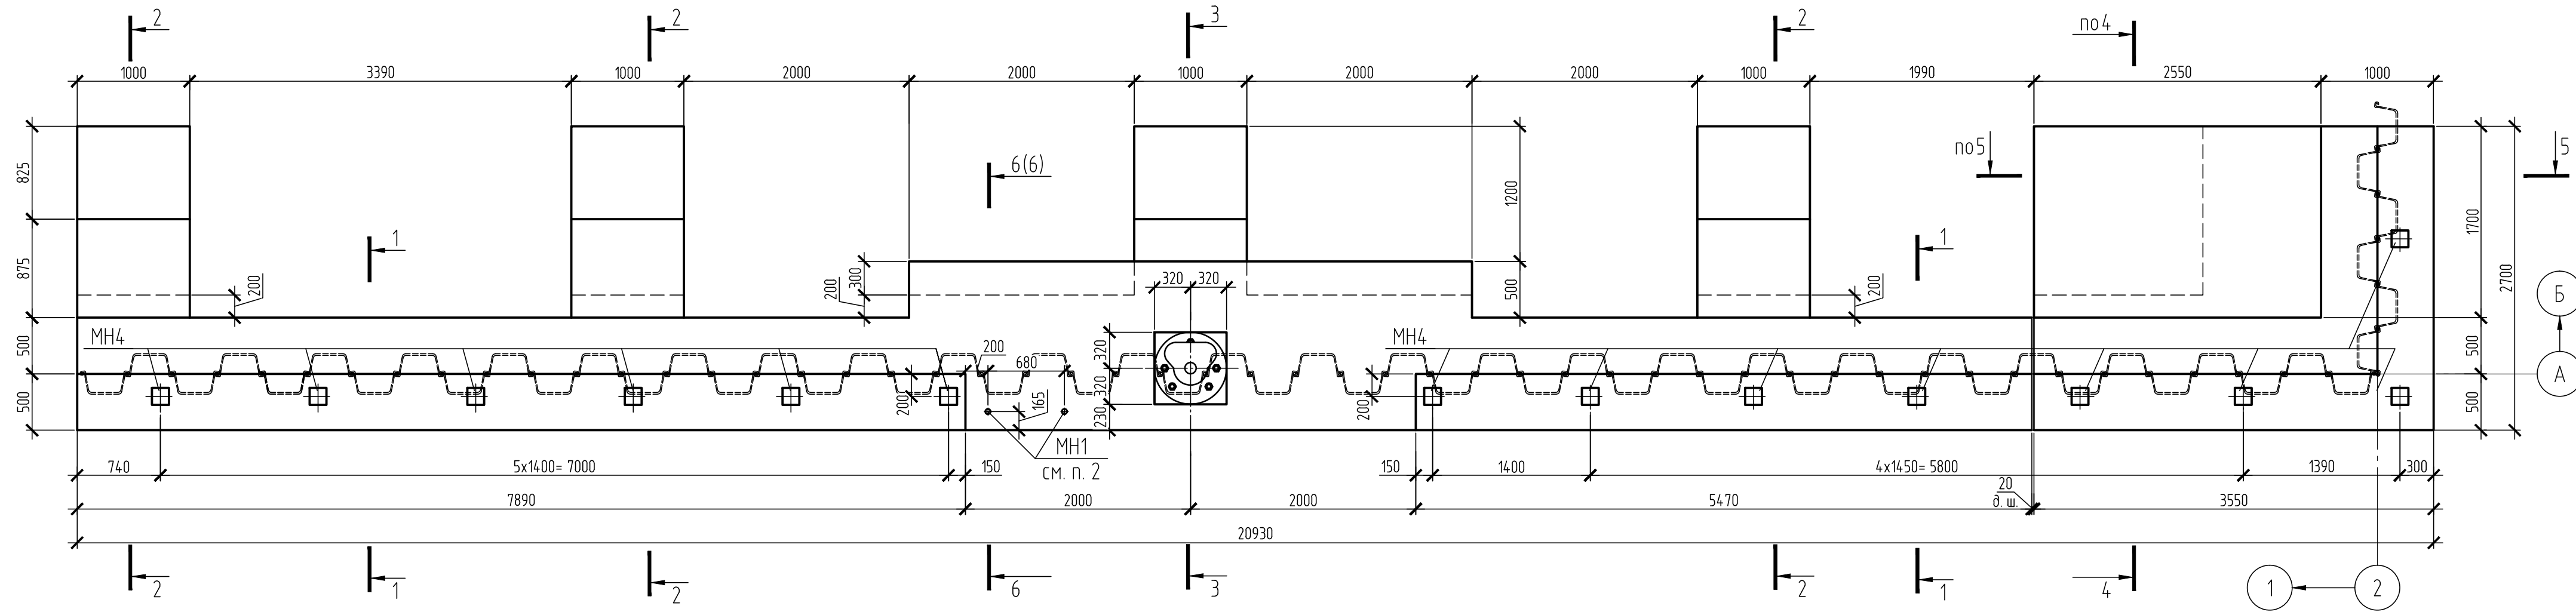 2 2 3 2 по4
1000 3390 1000 2000 2000 1000 2000 2000 1000 1990 2550 1000
825 6(6) 1200 по5 1700 5
875 1 1 2700
200 200 300 320 320 500 200 Б
500 МН4 320 МН4 500
200 680 А
500 200 320 165 230 200 500
МН1
740 5х1400= 7000 150 см. п. 2 150 1400 4х1450= 5800 1390 300
7890 2000 2000 5470 20 3550
д. ш.
20930
2 1 2 6 3 2 1 4 1 2